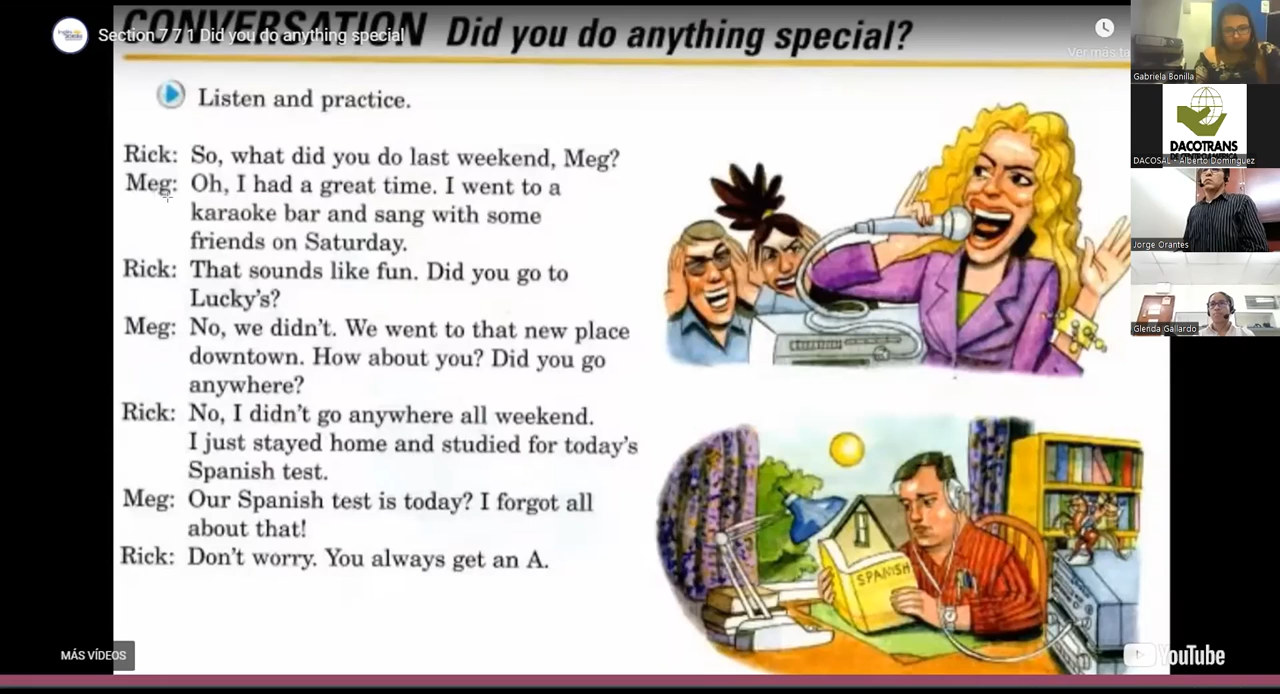 CONVERSATION Did you do anything special?
Section 7 7 1 Did you do anything special
Ver más ta
Listen and practice.
Rick: So, what did you do last weekend, Meg?
Meg: Oh, I had a great time. I went to a
karaoke bar and sang with some
friends on Saturday.
Rick: That sounds like fun. Did you go to
Lucky's?
Meg: No, we didn't. We went to that new place
downtown. How about you? Did you go
anywhere?
Rick: No, I didn't go anywhere all weekend.
I just stayed home and studied for today's
Spanish test.
Meg: Our Spanish test is today? I forgot all
about that!
Rick: Don't worry. You always get an A.
SPANISH
MÁS VÍDEOS
YouTube
Gabriela Bonilla
DACOTRANS
DACOSAL - Alberto Domínguez
Jorge Orantes
Glenda Gallardo